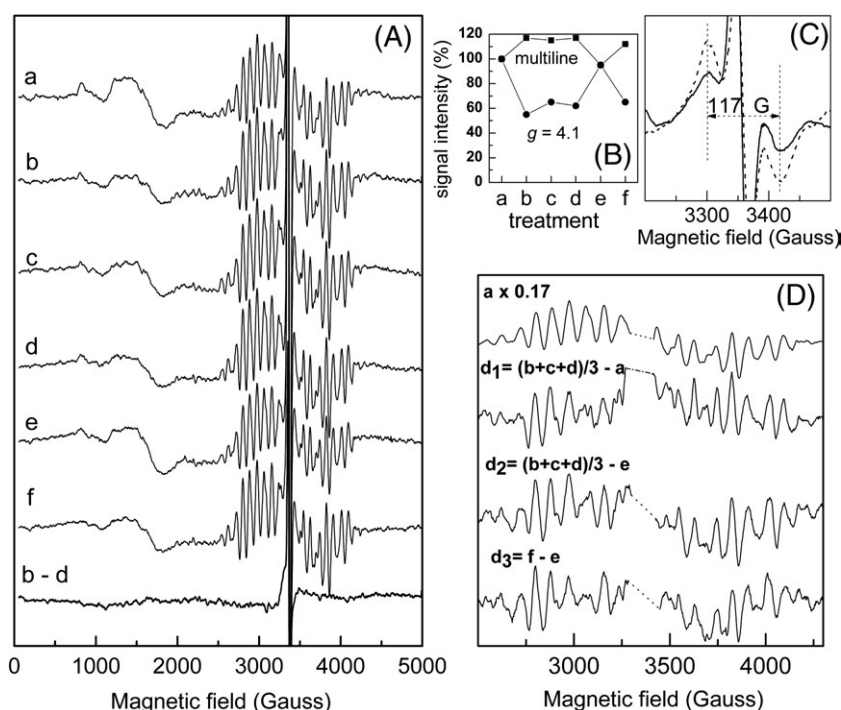 (A)
a
b
c
d
e
f
b - d
0 1000 2000 3000 4000 5000
Magnetic field (Gauss)
(B)
signal intensity (%)
120
100
80
60
40
20
0
multiline
g = 4.1
a b c d e f
treatment
(C)
117 G
3300 3400
Magnetic field (Gauss)
(D)
a x 0.17
d1= (b+c+d)/3 - a
d2= (b+c+d)/3 - e
d3= f - e
3000 3500 4000
Magnetic field (Gauss)